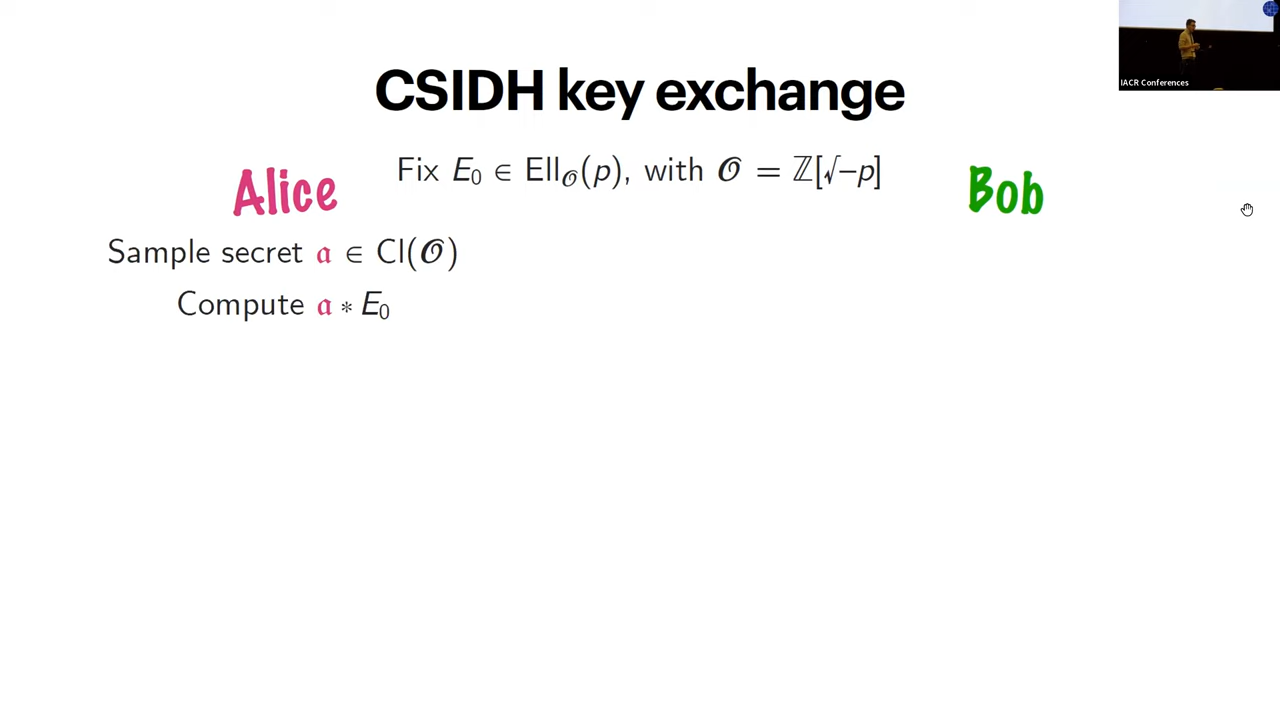 IACR Conferences
CSIDH key exchange
Fix E₀ ∈ Ell_𝒪(p), with 𝒪 = ℤ[√−p]
Alice
Bob
Sample secret 𝔞 ∈ Cl(𝒪)
Compute 𝔞 ∗ E₀